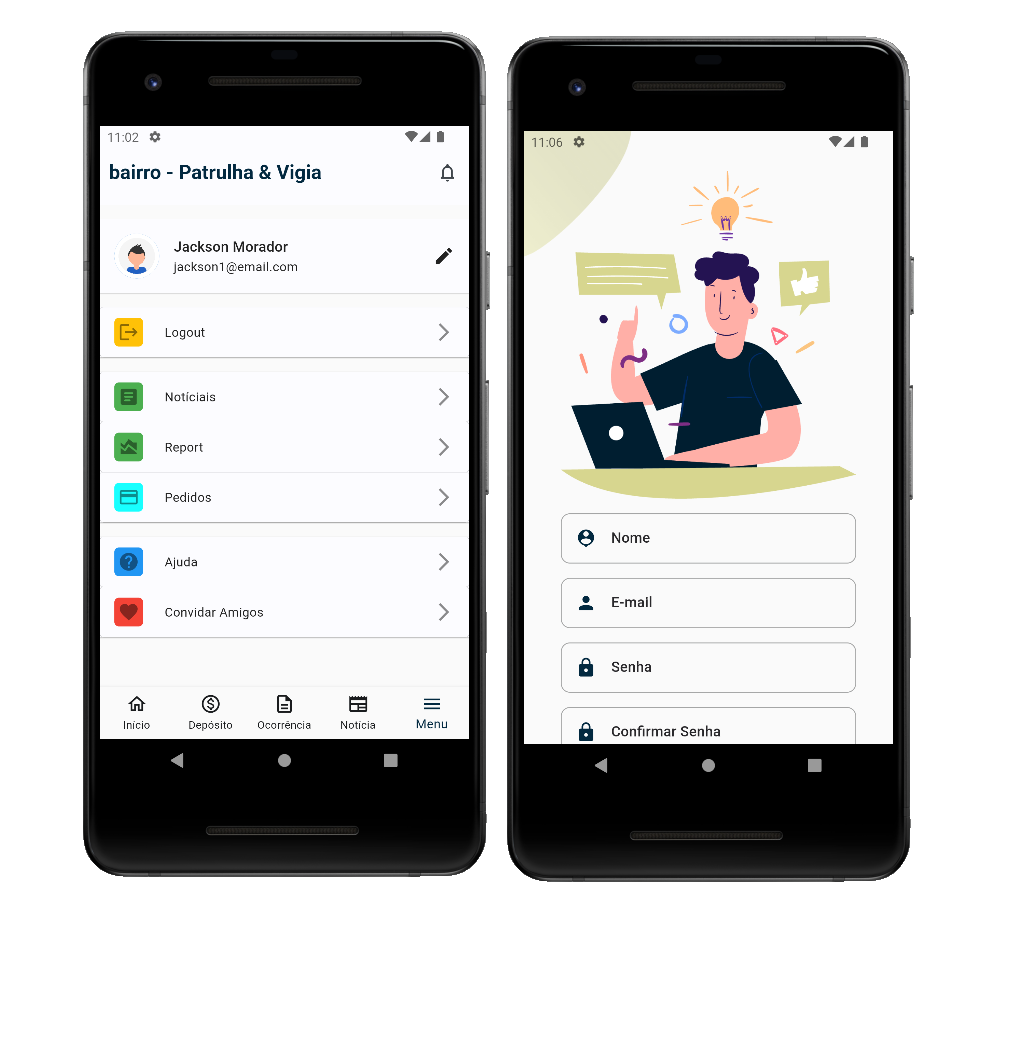 11:02
bairro - Patrulha & Vigia
Jackson Morador
jackson1@email.com
Logout
Notíciais
Report
Pedidos
Ajuda
Convidar Amigos
Início
Depósito
Ocorrência
Notícia
Menu
11:06
Nome
E-mail
Senha
Confirmar Senha